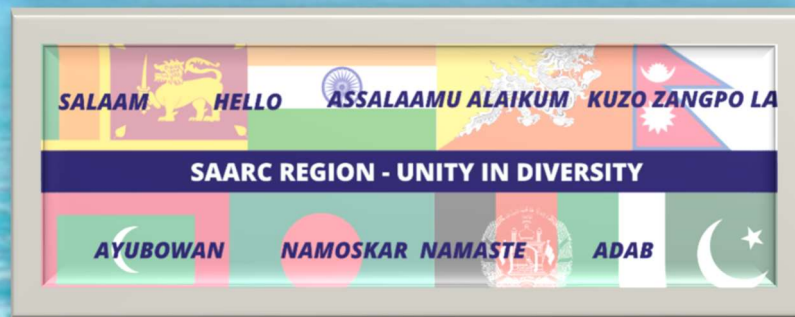 SALAAM HELLO ASSALAAMU ALAIKUM KUZO ZANGPO LA
SAARC REGION - UNITY IN DIVERSITY
AYUBOWAN NAMOSKAR NAMASTE ADAB